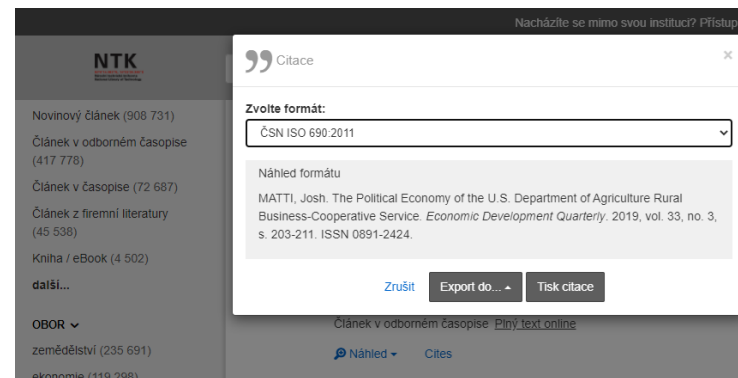 Nacházíte se mimo svou instituci? Přístup
NTK
Citace
×
Zvolte formát:
ČSN ISO 690:2011
Náhled formátu
MATTI, Josh. The Political Economy of the U.S. Department of Agriculture Rural
Business-Cooperative Service. Economic Development Quarterly. 2019, vol. 33, no. 3,
s. 203-211. ISSN 0891-2424.
Zrušit
Export do...
Tisk citace
Novinový článek (908 731)
Článek v odborném časopise
(417 778)
Článek v časopise (72 687)
Článek z firemní literatury
(45 538)
Kniha / eBook (4 502)
další...
OBOR
zemědělství (235 691)
ekonomie (119 298)
Článek v odborném časopise Plný text online
Náhled
Cites